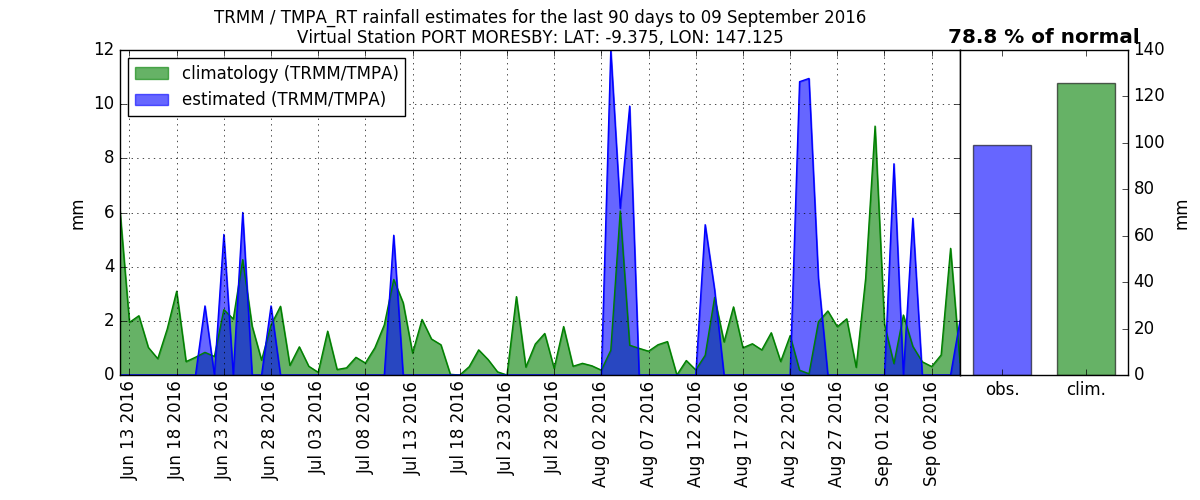 TRMM / TMPA_RT rainfall estimates for the last 90 days to 09 September 2016
Virtual Station PORT MORESBY: LAT: -9.375, LON: 147.125
78.8 % of normal
climatology (TRMM/TMPA)
estimated (TRMM/TMPA)
mm
12
10
8
6
4
2
0
Jun 13 2016
Jun 18 2016
Jun 23 2016
Jun 28 2016
Jul 03 2016
Jul 08 2016
Jul 13 2016
Jul 18 2016
Jul 23 2016
Jul 28 2016
Aug 02 2016
Aug 07 2016
Aug 12 2016
Aug 17 2016
Aug 22 2016
Aug 27 2016
Sep 01 2016
Sep 06 2016
obs.
clim.
140
120
100
80
60
40
20
0
mm